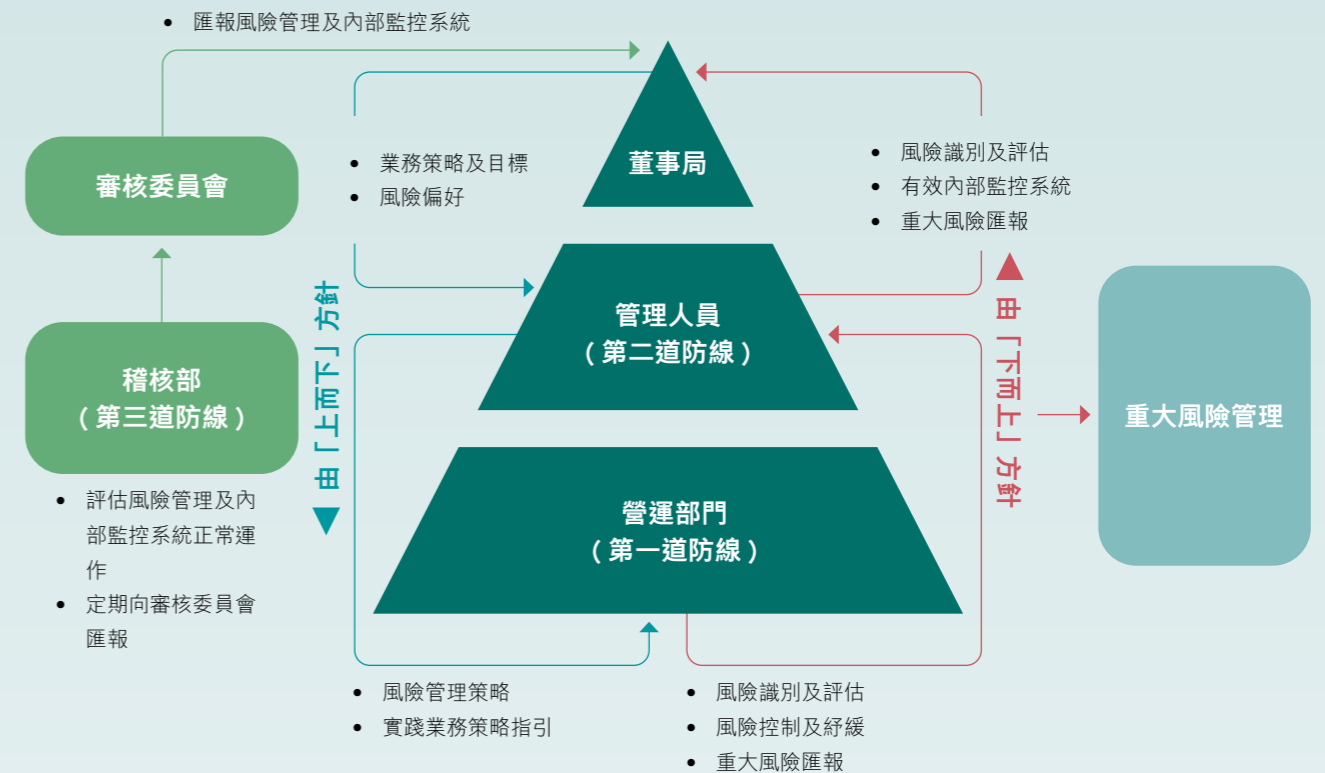 • 匯報風險管理及內部監控系統
審核委員會
• 業務策略及目標
• 風險偏好
董事局
• 風險識別及評估
• 有效內部監控系統
• 重大風險匯報
稽核部
（第三道防線）
• 評估風險管理及內
部監控系統正常運
作
• 定期向審核委員會
匯報
由「上而下」方針
管理人員
（第二道防線）
由「下而上」方針
重大風險管理
營運部門
（第一道防線）
• 風險管理策略
• 實踐業務策略指引
• 風險識別及評估
• 風險控制及紓緩
• 重大風險匯報